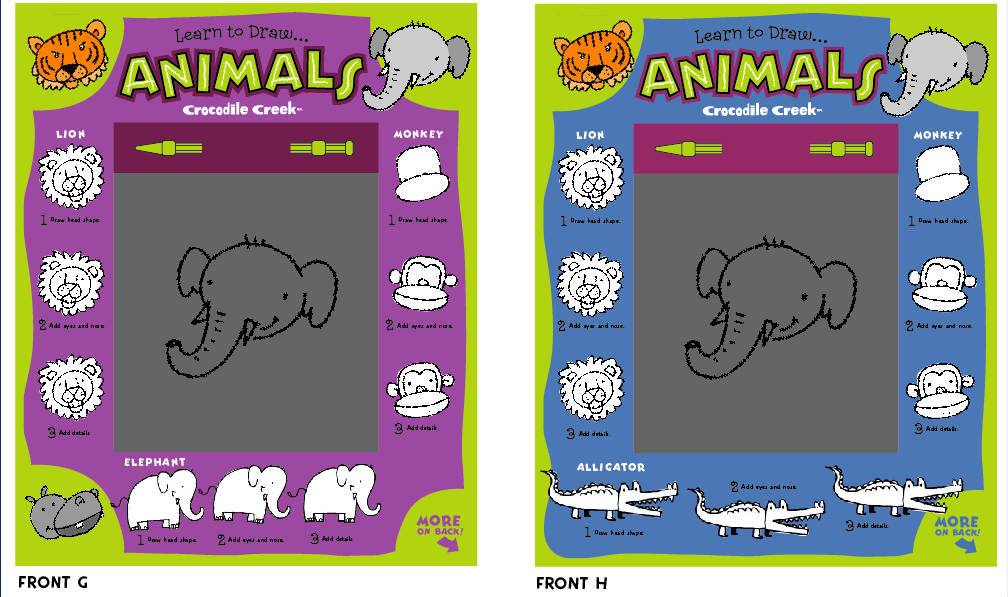 Learn to Draw...
ANIMALS
Crocodile Creek™
LION
MONKEY
1 Draw head shape.
1 Draw head shape.
2 Add eyes and nose.
2 Add eyes and nose.
3 Add details.
3 Add details.
ELEPHANT
1 Draw head shape.
2 Add eyes and nose.
3 Add details.
MORE
ON BACK!
FRONT G
Learn to Draw...
ANIMALS
Crocodile Creek™
LION
MONKEY
1 Draw head shape.
1 Draw head shape.
2 Add eyes and nose.
2 Add eyes and nose.
3 Add details.
3 Add details.
ALLIGATOR
1 Draw head shape.
2 Add eyes and nose.
3 Add details.
MORE
ON BACK!
FRONT H